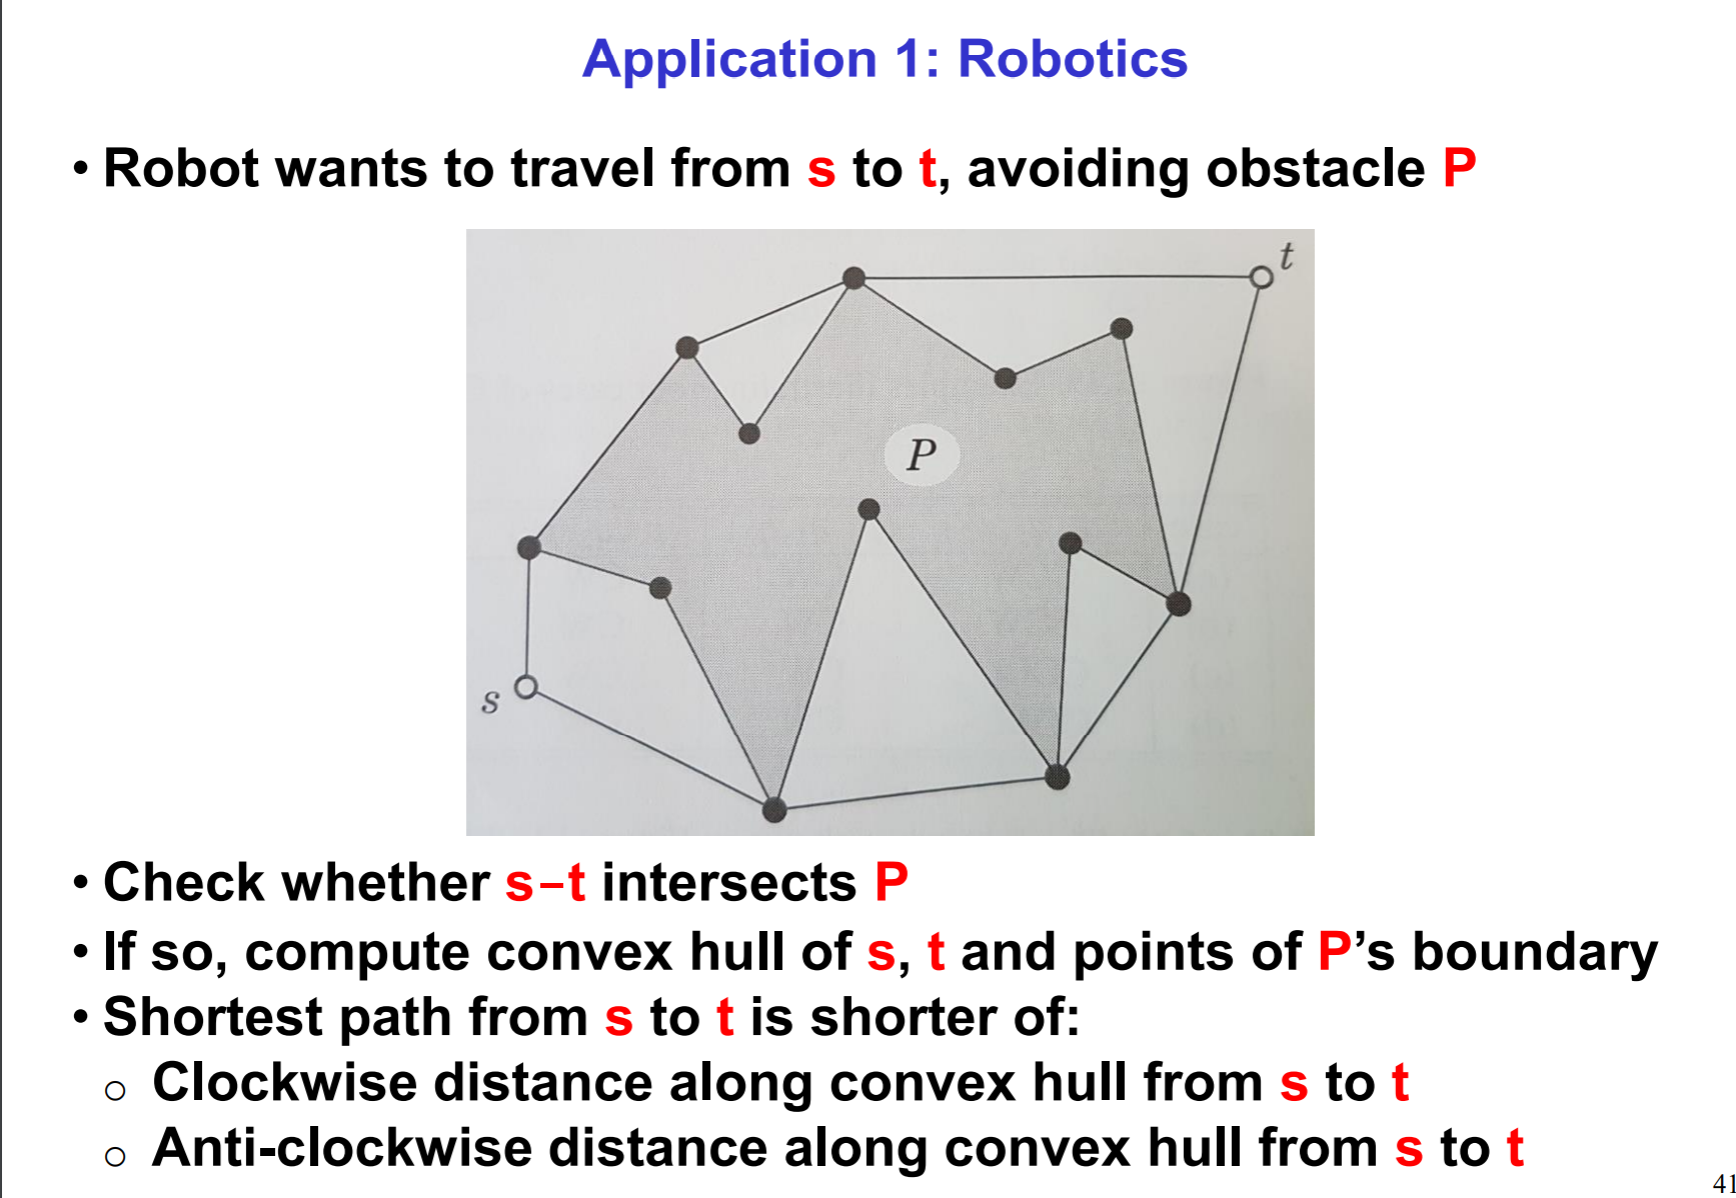 Application 1: Robotics
• Robot wants to travel from s to t, avoiding obstacle P
t
P
s
• Check whether s–t intersects P
• If so, compute convex hull of s, t and points of P’s boundary
• Shortest path from s to t is shorter of:
○ Clockwise distance along convex hull from s to t
○ Anti-clockwise distance along convex hull from s to t
41